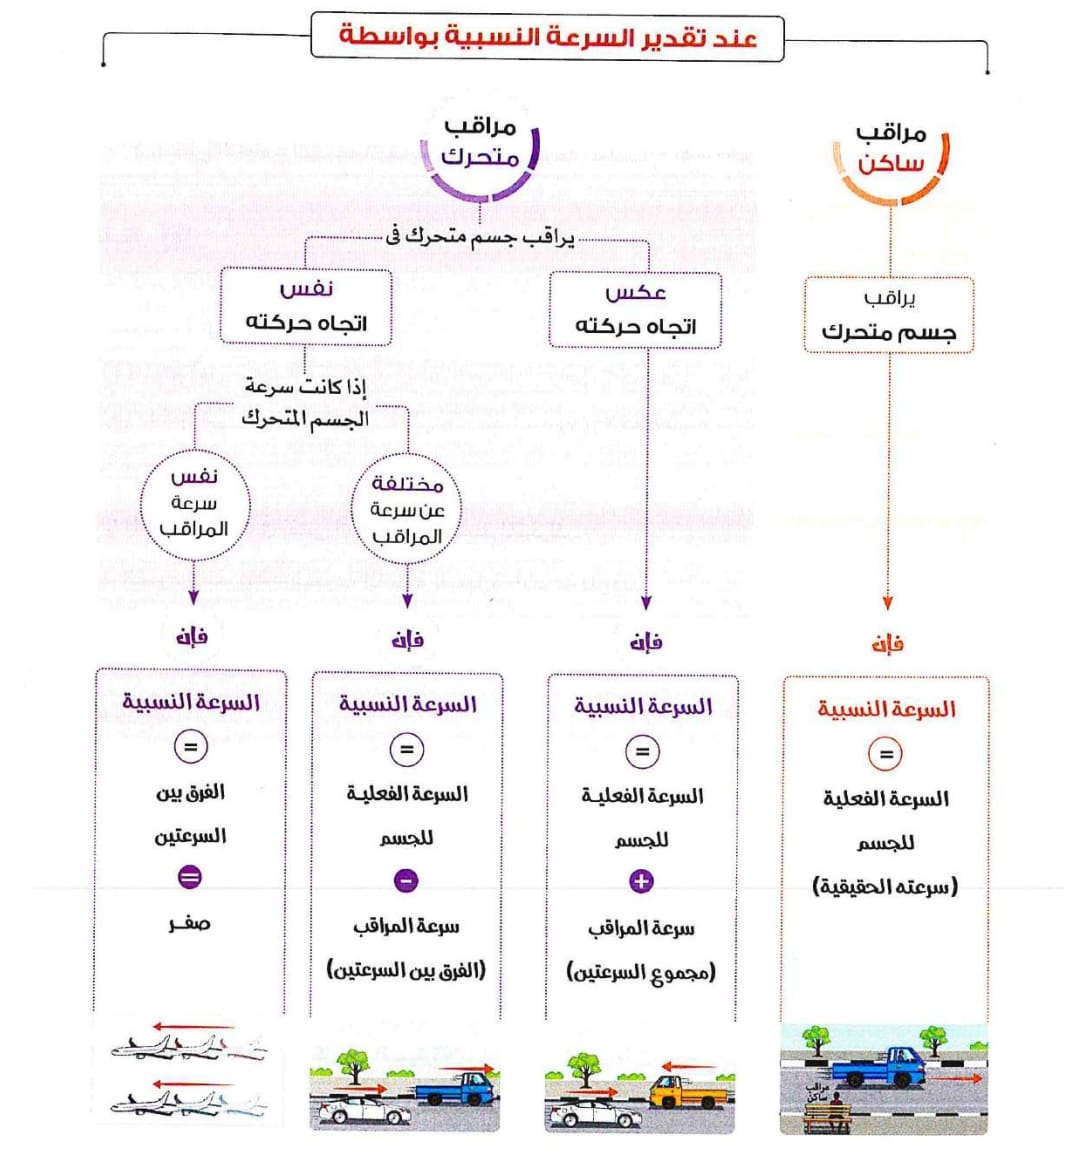 عند تقدير السرعة النسبية بواسطة
مراقب
ساكن
يراقب
جسم متحرك
فإن
السرعة النسبية
=
السرعة الفعلية
للجسم
(سرعته الحقيقية)
مراقب
ساكن
مراقب
متحرك
يراقب جسم متحرك فى
عكس
اتجاه حركته
فإن
السرعة النسبية
=
السرعة الفعليـة
للجسم
+
سرعة المراقب
(مجموع السرعتين)
نفس
اتجاه حركته
إذا كانت سرعة
الجسم المتحرك
مختلفة
عن سرعة
المراقب
فإن
السرعة النسبية
=
السرعة الفعليـة
للجسم
-
سرعة المراقب
(الفرق بين السرعتين)
نفس
سرعة
المراقب
فإن
السرعة النسبية
=
الفرق بين
السرعتين
=
صفـر